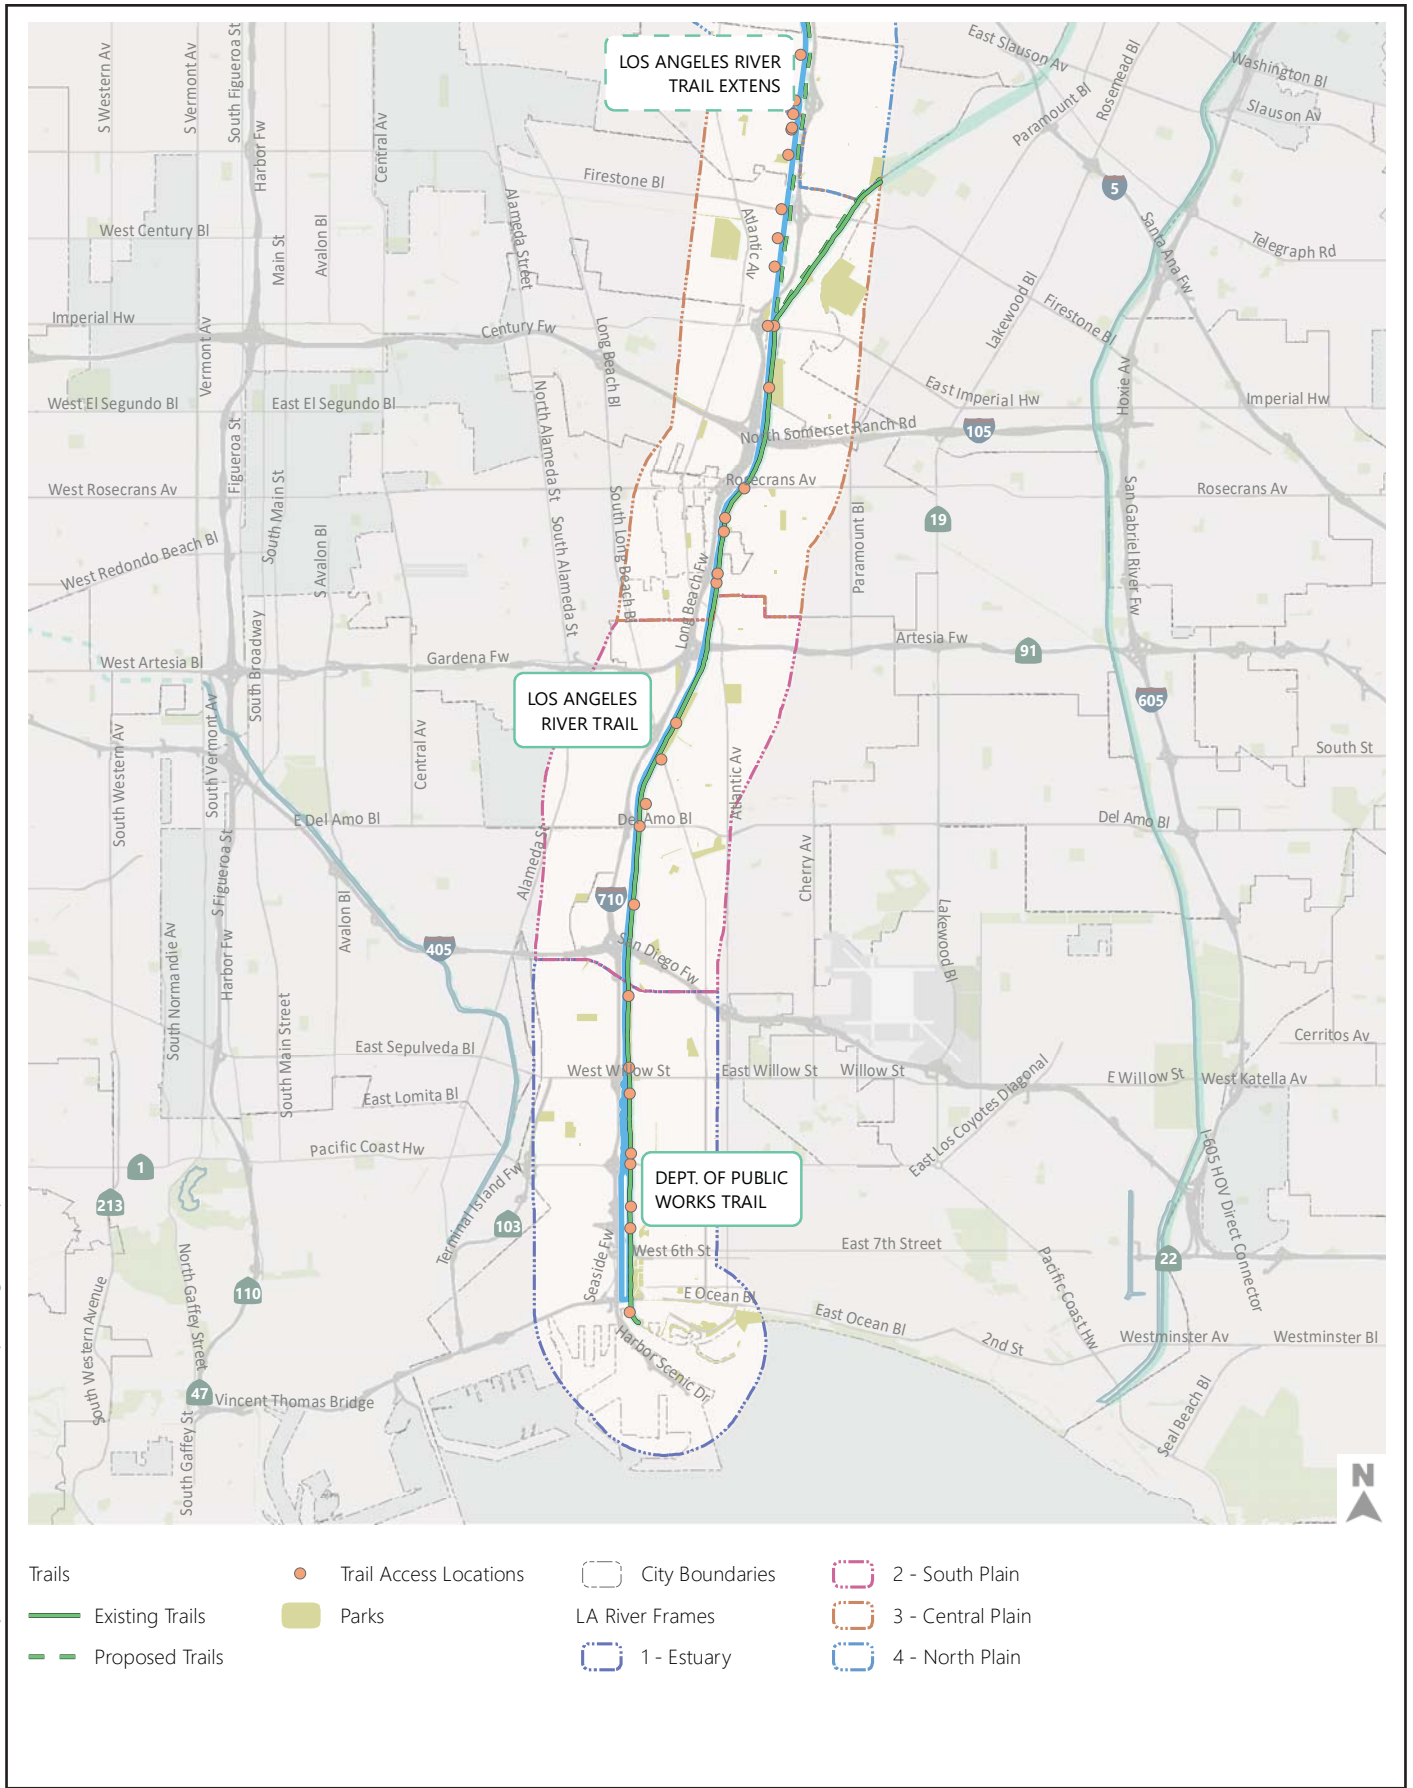 LOS ANGELES RIVER
TRAIL EXTENS
East Slauson Av
Washington Bl
Slauson Av
Rosemead Bl
Paramount Bl
S Western Av
S Vermont Av
South Figueroa St
Harbor Fw
Central Av
Firestone Bl
5
Alameda Street
Atlantic Av
Santa Ana Fw
Telegraph Rd
West Century Bl
Main St
Avalon Bl
Lakewood Bl
Firestone Bl
Imperial Hw
Century Fw
Long Beach Bl
Vermont Av
Hoxie Av
East Imperial Hw
Imperial Hw
West El Segundo Bl
East El Segundo Bl
North Alameda St
North Somerset Ranch Rd
105
Figueroa St
West Rosecrans Av
South Main St
Rosecrans Av
Rosecrans Av
South Long Beach Bl
Paramount Bl
19
San Gabriel River Fw
West Redondo Beach Bl
S Avalon Bl
South Alameda St
Long Beach Fw
South Broadway
Artesia Fw
91
West Artesia Bl
Gardena Fw
605
LOS ANGELES
RIVER TRAIL
South Western Av
South Vermont Av
Central Av
Atlantic Av
South St
E Del Amo Bl
Del Amo Bl
Del Amo Bl
S Figueroa St
Alameda St
Cherry Av
710
Avalon Bl
South Normandie Av
Harbor Fw
405
San Diego Fw
Lakewood Bl
South Main Street
East Sepulveda Bl
Cerritos Av
West Willow St
East Willow St
Willow St
E Willow St
West Katella Av
East Lomita Bl
East Los Coyotes Diagonal
Pacific Coast Hw
1
213
Terminal Island Fw
103
DEPT. OF PUBLIC
WORKS TRAIL
I-605 HOV Direct Connector
West 6th St
East 7th Street
22
North Gaffey Street
110
Seaside Fw
E Ocean Bl
East Ocean Bl
Pacific Coast Hw
2nd St
Westminster Av
Westminster Bl
South Western Avenue
Harbor Scenic Dr
47
Vincent Thomas Bridge
South Gaffey St
Seal Beach Bl
N
Trails
Existing Trails
Proposed Trails
Trail Access Locations
Parks
City Boundaries
LA River Frames
1 - Estuary
2 - South Plain
3 - Central Plain
4 - North Plain